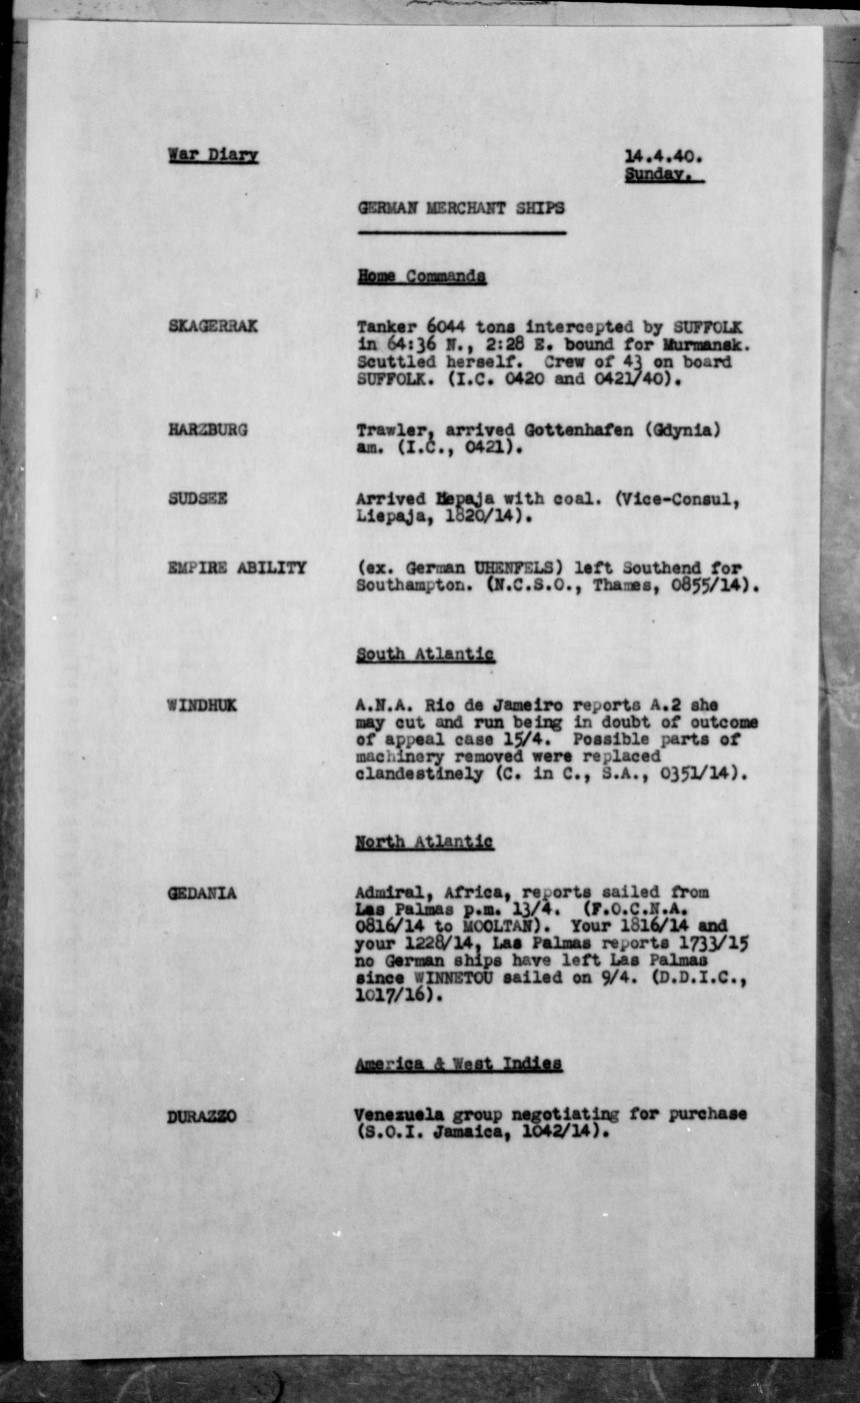 War Diary 14.4.40.
Sunday.
GERMAN MERCHANT SHIPS
Home Commands
SKAGERRAK Tanker 6044 tons intercepted by SUFFOLK
in 64:36 N., 2:28 E. bound for Murmansk.
Scuttled herself. Crew of 43 on board
SUFFOLK. (I.C. 0420 and 0421/40).
HARZBURG Trawler, arrived Gottenhafen (Gdynia)
am. (I.C., 0421).
SUDSEE Arrived Liepaja with coal. (Vice-Consul,
Liepaja, 1820/14).
EMPIRE ABILITY (ex. German UHENFELS) left Southend for
Southampton. (N.C.S.O., Thames, 0855/14).
South Atlantic
WINDHUK A.N.A. Rio de Jameiro reports A.2 she
may cut and run being in doubt of outcome
of appeal case 15/4. Possible parts of
machinery removed were replaced
clandestinely (C. in C., S.A., 0351/14).
North Atlantic
GEDANIA Admiral, Africa, reports sailed from
Las Palmas p.m. 13/4. (F.O.C.N.A.
0816/14 to MOOLTAN). Your 1816/14 and
your 1228/14, Las Palmas reports 1733/15
no German ships have left Las Palmas
since WINNETOU sailed on 9/4. (D.D.I.C.,
1017/16).
America & West Indies
DURAZZO Venezuela group negotiating for purchase
(S.O.I. Jamaica, 1042/14).